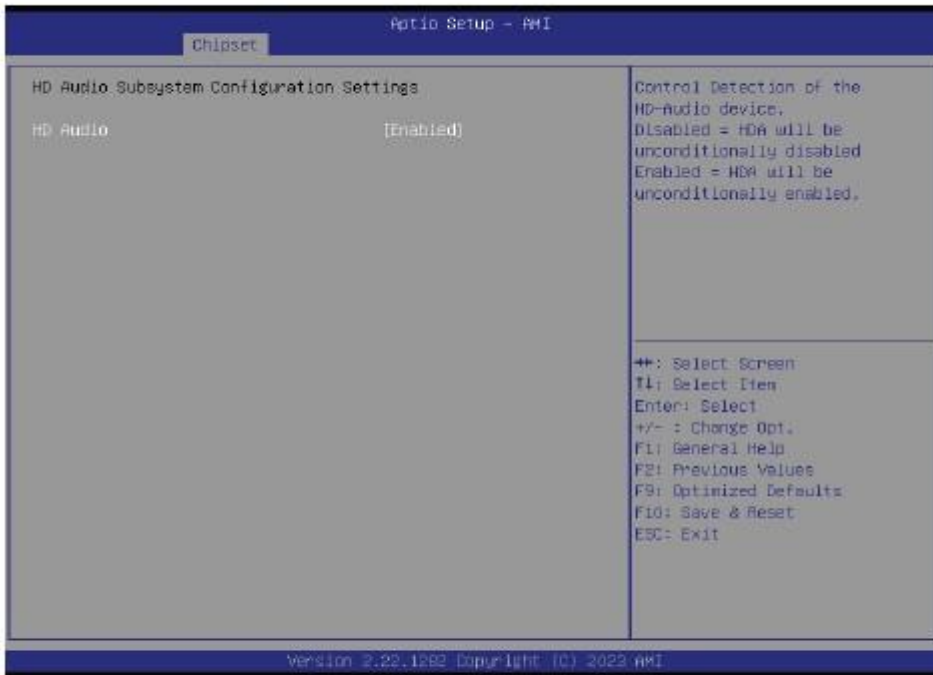 Aptio Setup – AMI
Chipset
HD Audio Subsystem Configuration Settings
HD Audio [Enabled]
Control Detection of the
HD-Audio device.
Disabled = HDA will be
unconditionally disabled
Enabled = HDA will be
unconditionally enabled.
→←: Select Screen
↑↓: Select Item
Enter: Select
+/- : Change Opt.
F1: General Help
F2: Previous Values
F9: Optimized Defaults
F10: Save & Reset
ESC: Exit
Version 2.22.1282 Copyright (C) 2023 AMI